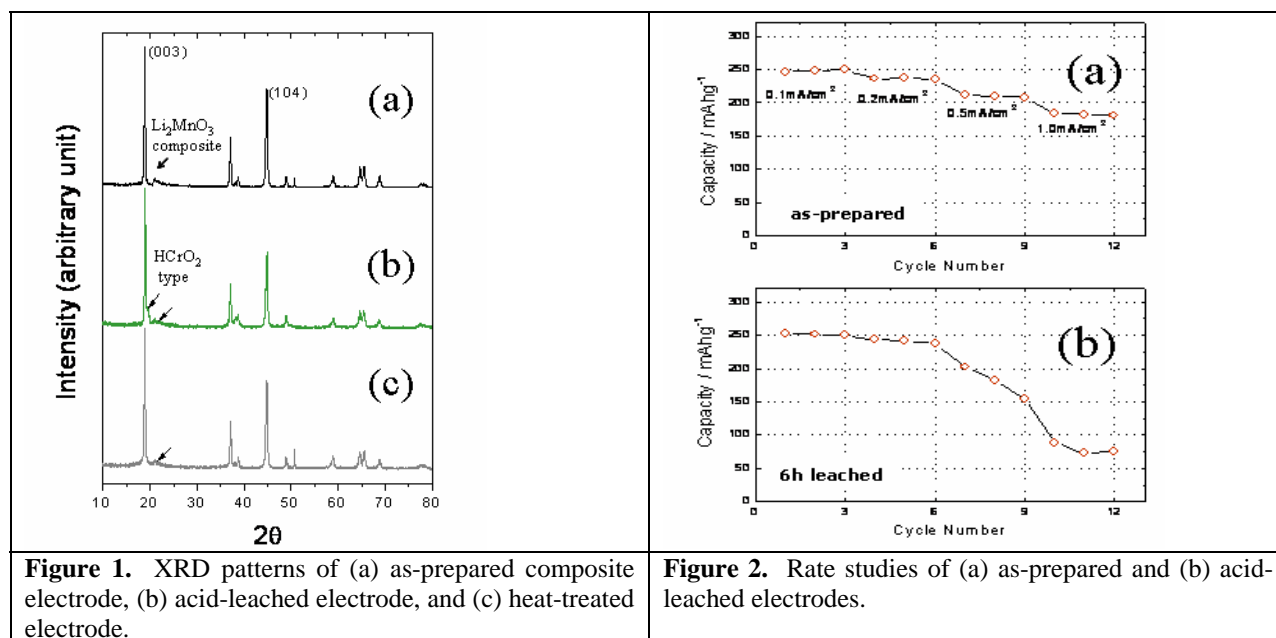 (003)
(104)
(a)
Li₂MnO₃
composite
HCrO₂
type
(b)
(c)
Intensity (arbitrary unit)
10 20 30 40 50 60 70 80
2θ
Figure 1. XRD patterns of (a) as-prepared composite
electrode, (b) acid-leached electrode, and (c) heat-treated
electrode.
300
250
200
150
100
50
0
Capacity / mAhg⁻¹
(a)
0.1mA/cm²
0.2mA/cm²
0.5mA/cm²
1.0mA/cm²
as-prepared
0 3 6 9 12
Cycle Number
300
250
200
150
100
50
0
Capacity / mAhg⁻¹
(b)
6h leached
0 3 6 9 12
Cycle Number
Figure 2. Rate studies of (a) as-prepared and (b) acid-
leached electrodes.